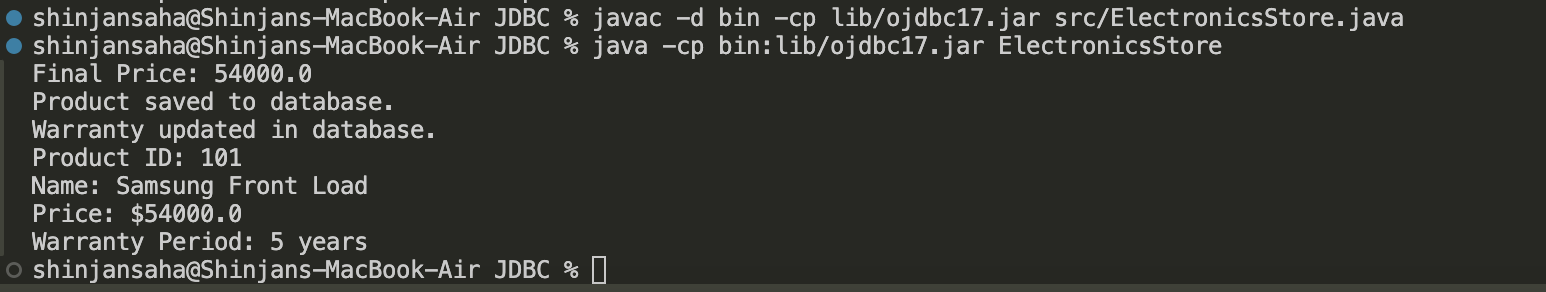 shinjansaha@Shinjans-MacBook-Air JDBC % javac -d bin -cp lib/ojdbc17.jar src/ElectronicsStore.java
shinjansaha@Shinjans-MacBook-Air JDBC % java -cp bin:lib/ojdbc17.jar ElectronicsStore
Final Price: 54000.0
Product saved to database.
Warranty updated in database.
Product ID: 101
Name: Samsung Front Load
Price: $54000.0
Warranty Period: 5 years
shinjansaha@Shinjans-MacBook-Air JDBC %